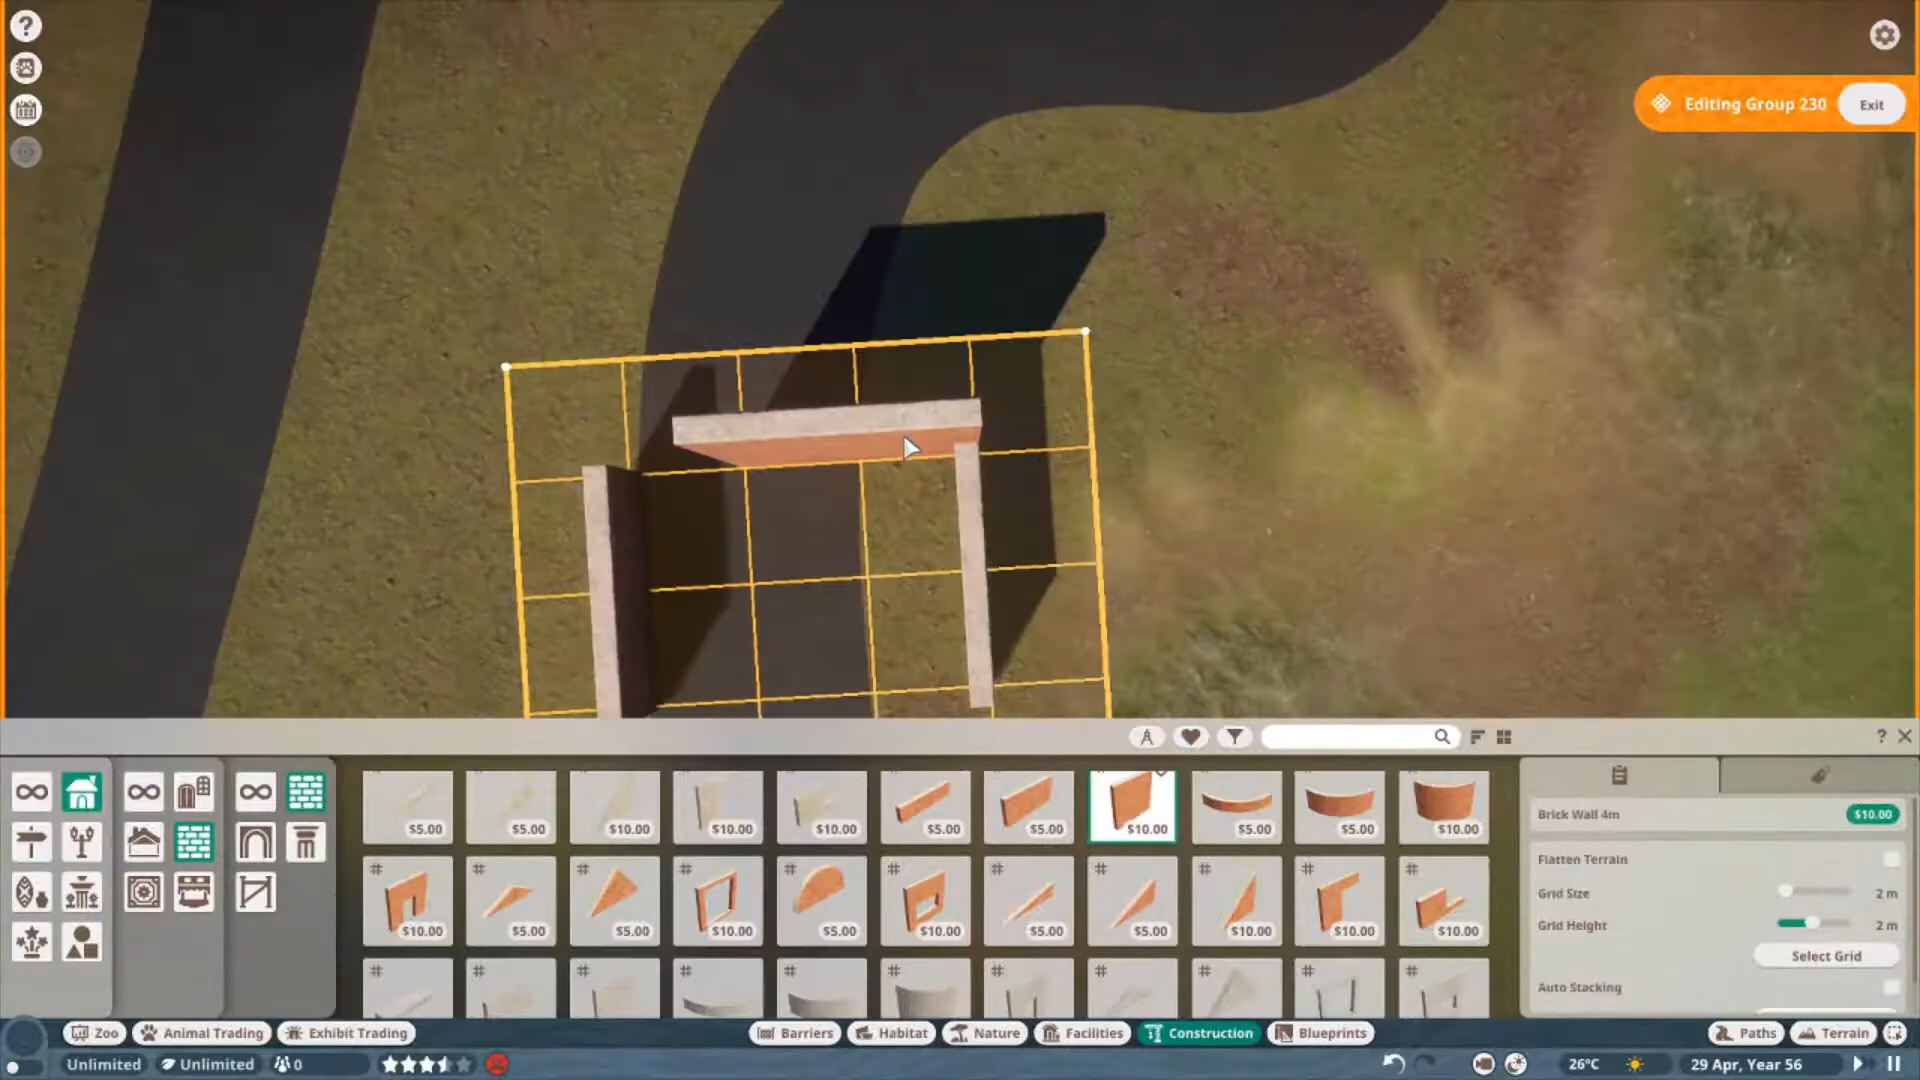 ?
Editing Group 230 Exit
?
$5.00 $5.00 $10.00 $10.00 $10.00 $5.00 $5.00 $10.00 $5.00 $5.00 $10.00
# # # # # # # # # # #
$10.00 $5.00 $5.00 $10.00 $5.00 $10.00 $5.00 $5.00 $10.00 $10.00 $10.00
# # # # # # # # # # #
Brick Wall 4m $10.00
Flatten Terrain
Grid Size 2 m
Grid Height 2 m
Select Grid
Auto Stacking
Zoo Animal Trading Exhibit Trading Barriers Habitat Nature Facilities Construction Blueprints Paths Terrain
Unlimited Unlimited 0 26°C 29 Apr, Year 56